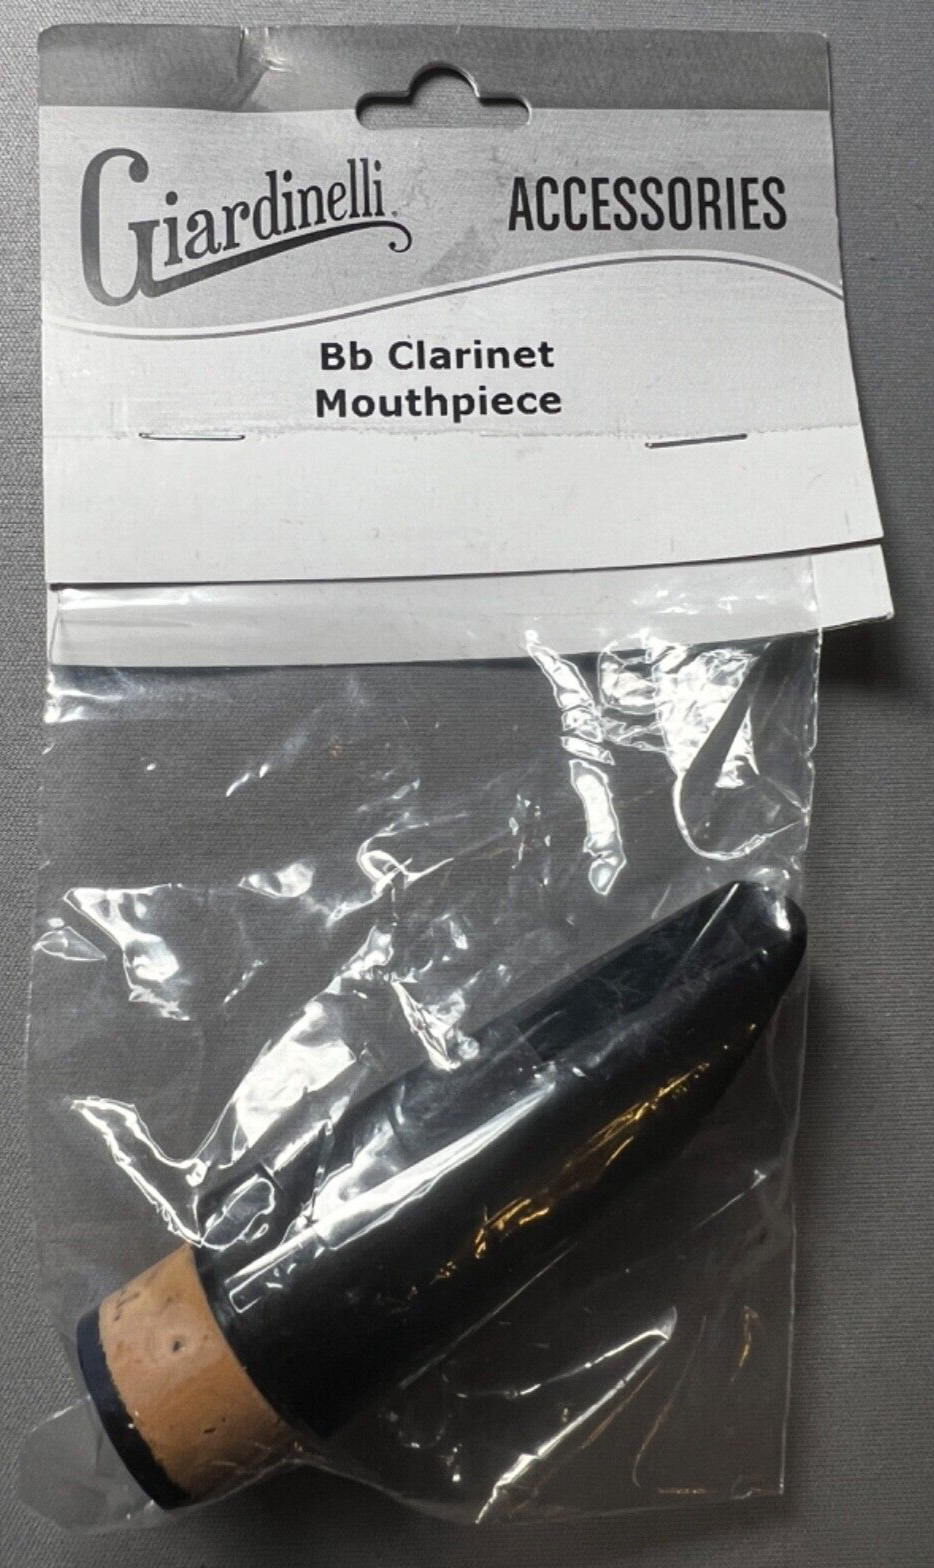 Giardinelli
ACCESSORIES
Bb Clarinet
Mouthpiece